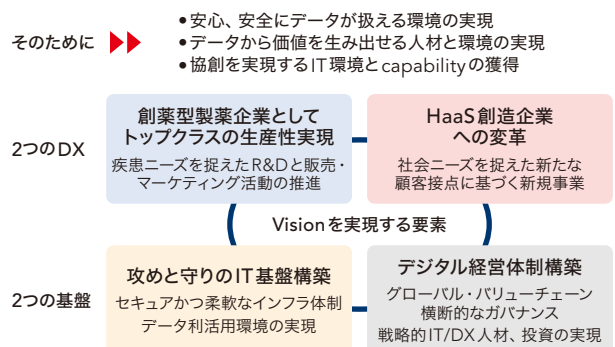 そのために
●安心、安全にデータが扱える環境の実現
●データから価値を生み出せる人材と環境の実現
●協創を実現するIT環境とcapabilityの獲得
2つのDX
創薬型製薬企業として
トップクラスの生産性実現
疾患ニーズを捉えたR&Dと販売・
マーケティング活動の推進
HaaS創造企業
への変革
社会ニーズを捉えた新たな
顧客接点に基づく新規事業
Visionを実現する要素
2つの基盤
攻めと守りのIT基盤構築
セキュアかつ柔軟なインフラ体制
データ利活用環境の実現
デジタル経営体制構築
グローバル・バリューチェーン
横断的なガバナンス
戦略的IT/DX人材、投資の実現